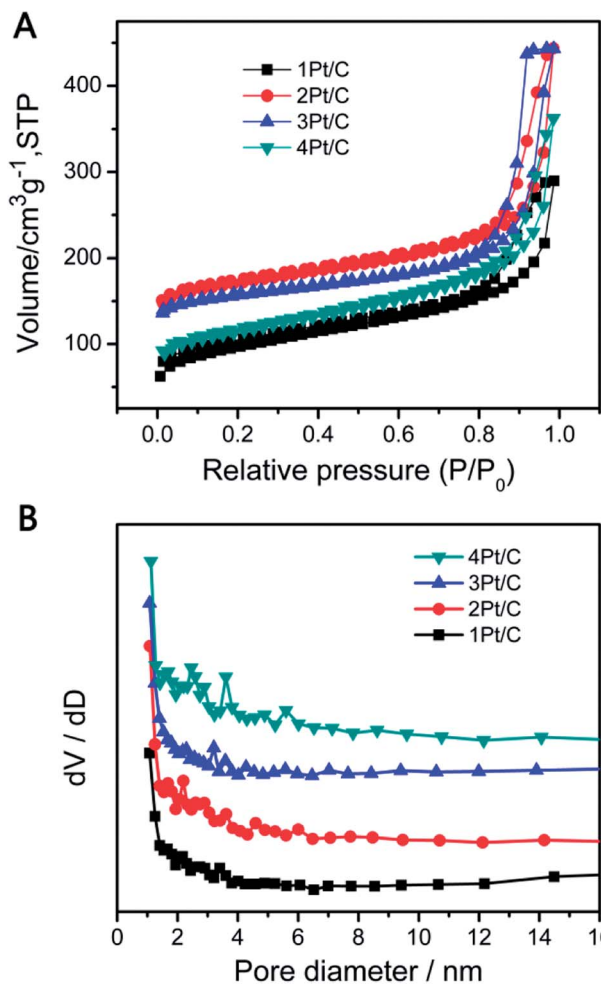 A
Volume/cm³g⁻¹,STP
400
300
200
100
1Pt/C
2Pt/C
3Pt/C
4Pt/C
0.0 0.2 0.4 0.6 0.8 1.0
Relative pressure (P/P₀)
B
dV / dD
4Pt/C
3Pt/C
2Pt/C
1Pt/C
0 2 4 6 8 10 12 14 16
Pore diameter / nm